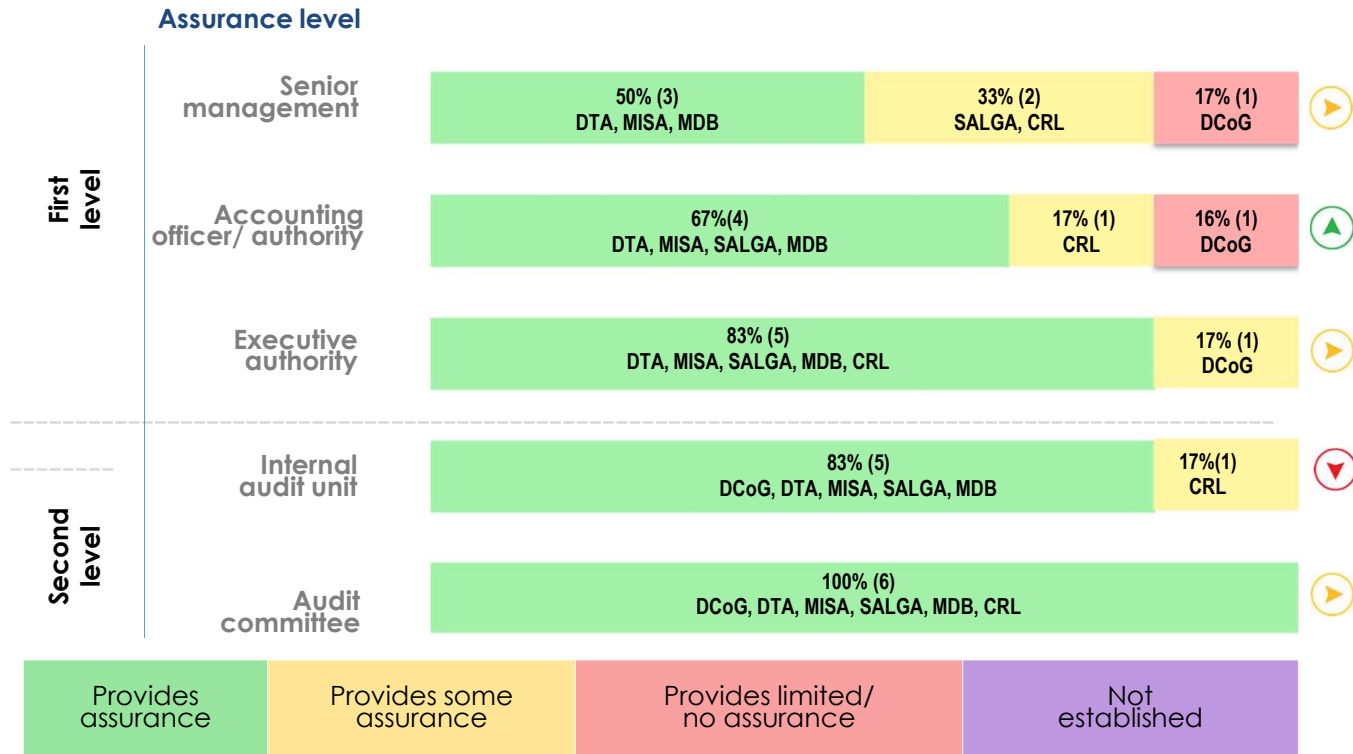 Assurance level
First
level
Senior
management
50% (3)
DTA, MISA, MDB
33% (2)
SALGA, CRL
17% (1)
DCoG
Accounting
officer/ authority
67%(4)
DTA, MISA, SALGA, MDB
17% (1)
CRL
16% (1)
DCoG
Executive
authority
83% (5)
DTA, MISA, SALGA, MDB, CRL
17% (1)
DCoG
Second
level
Internal
audit unit
83% (5)
DCoG, DTA, MISA, SALGA, MDB
17%(1)
CRL
Audit
committee
100% (6)
DCoG, DTA, MISA, SALGA, MDB, CRL
Provides
assurance
Provides some
assurance
Provides limited/
no assurance
Not
established